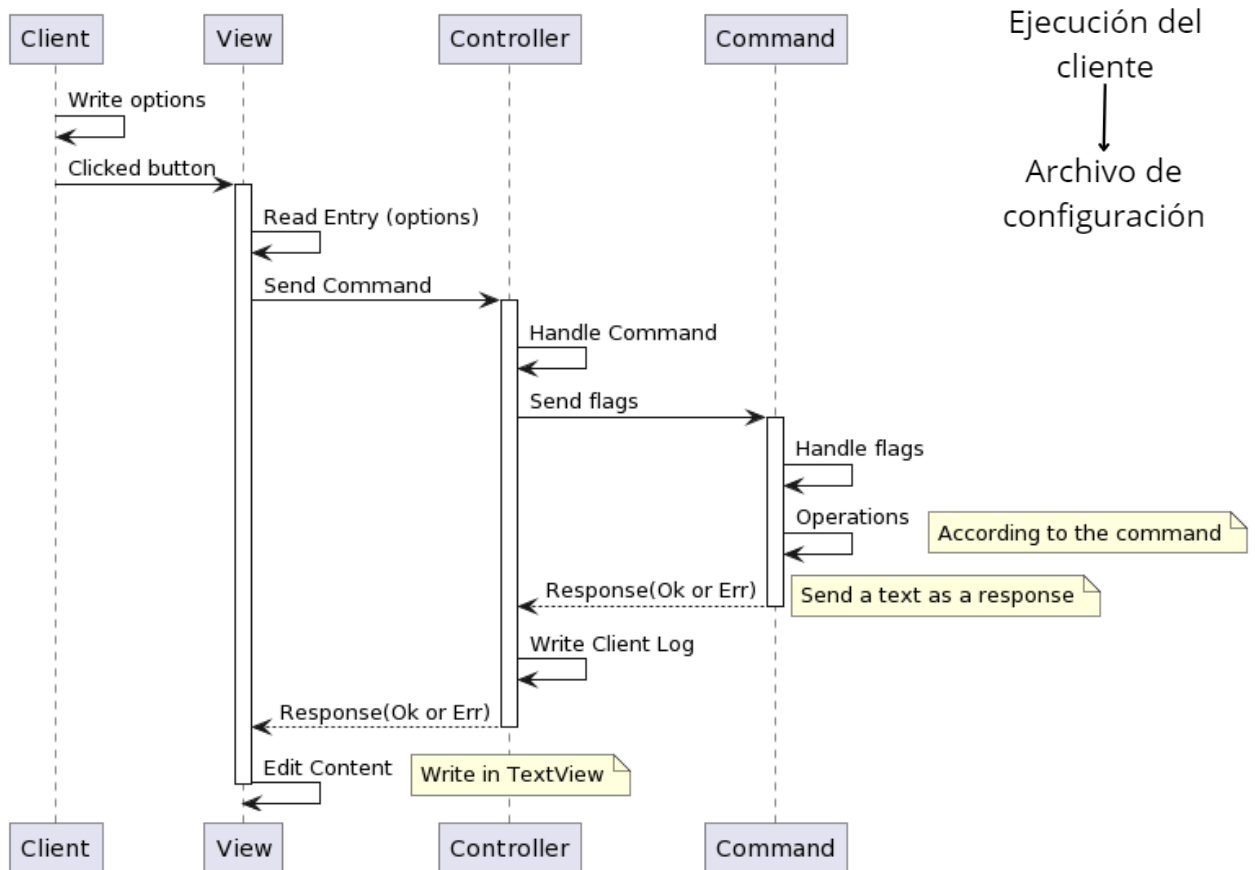 Client
View
Controller
Command
Ejecución del
cliente
Archivo de
configuración
Write options
Clicked button
Read Entry (options)
Send Command
Handle Command
Send flags
Handle flags
Operations
According to the command
Response(Ok or Err)
Send a text as a response
Write Client Log
Response(Ok or Err)
Edit Content
Write in TextView
Client
View
Controller
Command